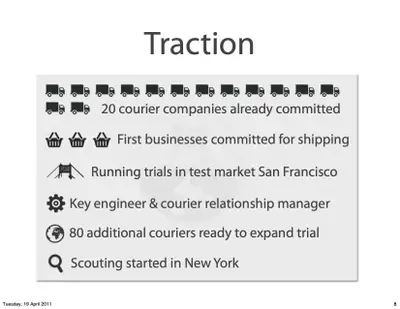 Traction
20 courier companies already committed
First businesses committed for shipping
Running trials in test market San Francisco
Key engineer & courier relationship manager
80 additional couriers ready to expand trial
Scouting started in New York
Tuesday, 19 April 2011
8